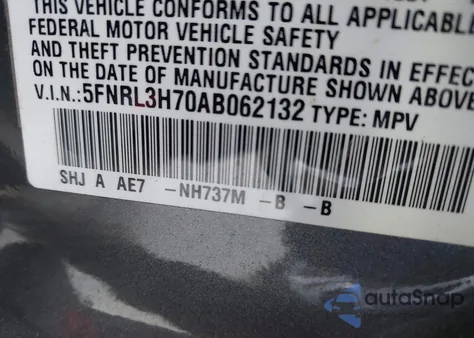 THIS VEHICLE CONFORMS TO ALL APPLICABLE
FEDERAL MOTOR VEHICLE SAFETY
AND THEFT PREVENTION STANDARDS IN EFFEC
ON THE DATE OF MANUFACTURE SHOWN ABOV
V.I.N.:5FNRL3H70AB062132 TYPE: MPV
SHJ A AE7 -NH737M -B -B
autoSnap